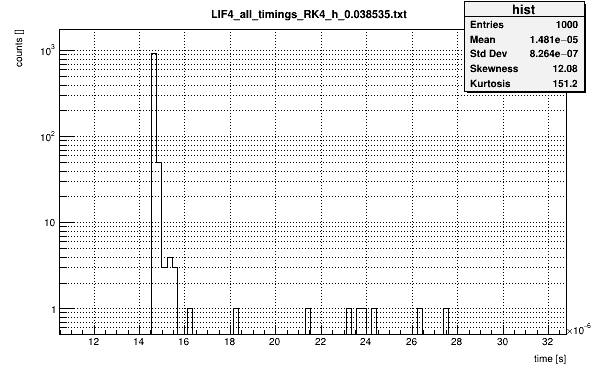 LIF4_all_timings_RK4_h_0.038535.txt
hist
Entries 1000
Mean 1.481e−05
Std Dev 8.264e−07
Skewness 12.08
Kurtosis 151.2
counts []
10³
10²
10
1
12 14 16 18 20 22 24 26 28 30 32
×10⁻⁶
time [s]